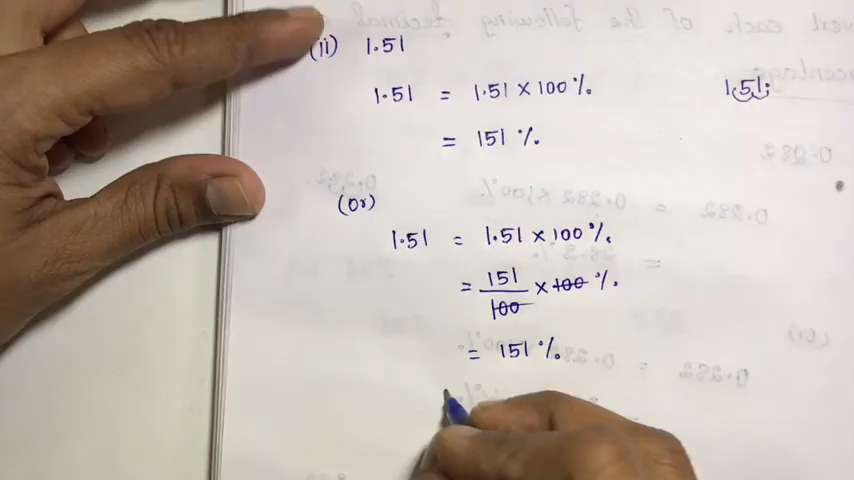 (ii) 1.51
1.51 = 1.51 × 100 %
1.51.
= 151 %
(or)
1.51 = 1.51 × 100 %
= 151/100 × 100 %
= 151 %